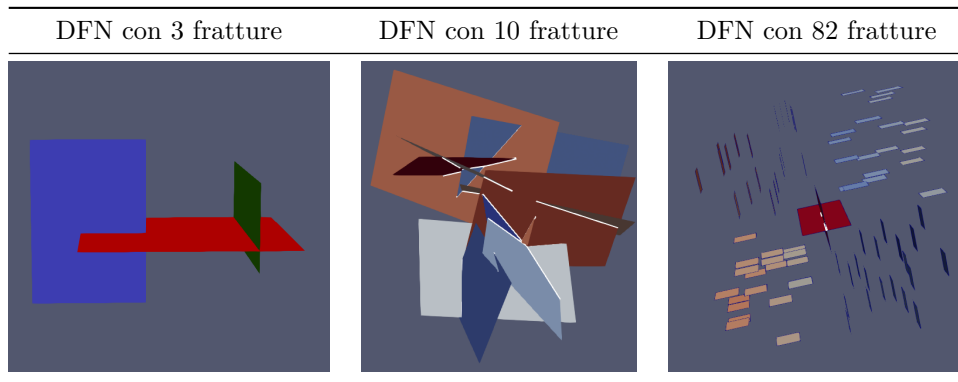 DFN con 3 fratture
DFN con 10 fratture
DFN con 82 fratture